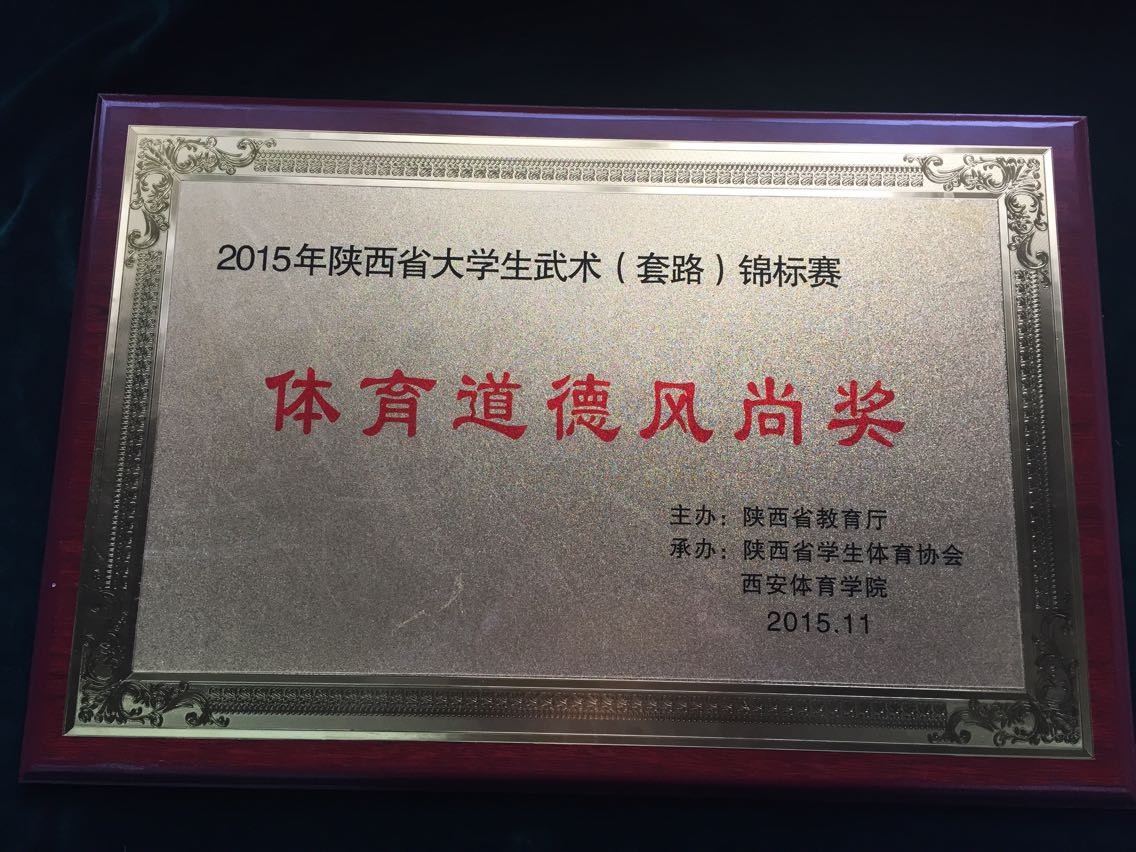 2015年陕西省大学生武术（套路）锦标赛
体育道德风尚奖
主办：陕西省教育厅
承办：陕西省学生体育协会
西安体育学院
2015.11